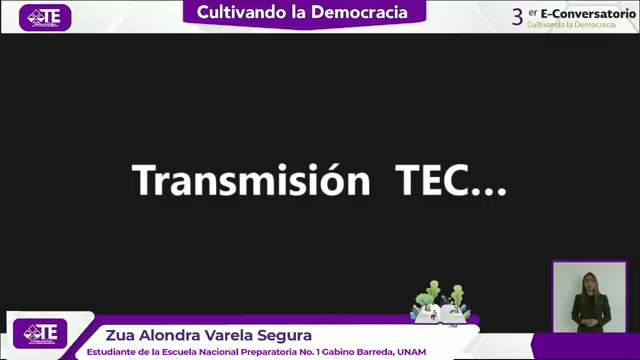 TE
Cultivando la Democracia
3 er E-Conversatorio
Cultivando la Democracia
Transmisión TEC...
TE
Zua Alondra Varela Segura
Estudiante de la Escuela Nacional Preparatoria No. 1 Gabino Barreda, UNAM